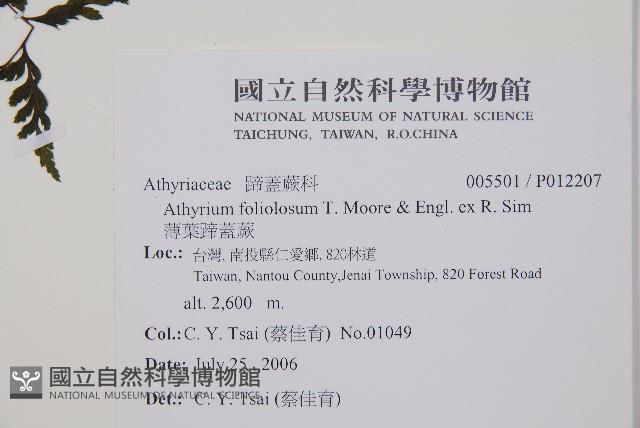 國立自然科學博物館
NATIONAL MUSEUM OF NATURAL SCIENCE
TAICHUNG, TAIWAN, R.O.CHINA
Athyriaceae 蹄蓋蕨科 005501 / P012207
Athyrium foliolosum T. Moore & Engl. ex R. Sim
薄葉蹄蓋蕨
Loc.: 台灣, 南投縣仁愛鄉, 820林道
Taiwan, Nantou County,Jenai Township, 820 Forest Road
alt. 2,600 m.
Col.: C. Y. Tsai (蔡佳育) No.01049
Date: July 25, 2006
國立自然科學博物館
NATIONAL MUSEUM OF NATURAL SCIENCE
Det.: C. Y. Tsai (蔡佳育)